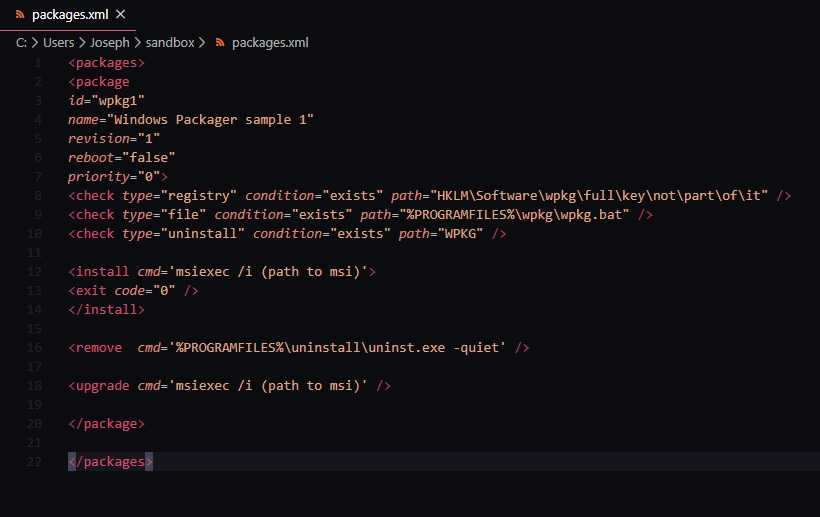 packages.xml
C: > Users > Joseph > sandbox > packages.xml
1 <packages>
2 <package
3 id="wpkg1"
4 name="Windows Packager sample 1"
5 revision="1"
6 reboot="false"
7 priority="0">
8 <check type="registry" condition="exists" path="HKLM\Software\wpkg\full\key\not\part\of\it" />
9 <check type="file" condition="exists" path="%PROGRAMFILES%\wpkg\wpkg.bat" />
10 <check type="uninstall" condition="exists" path="WPKG" />
11
12 <install cmd='msiexec /i (path to msi)'>
13 <exit code="0" />
14 </install>
15
16 <remove  cmd='%PROGRAMFILES%\uninstall\uninst.exe -quiet' />
17
18 <upgrade cmd='msiexec /i (path to msi)' />
19
20 </package>
21
22 </packages>